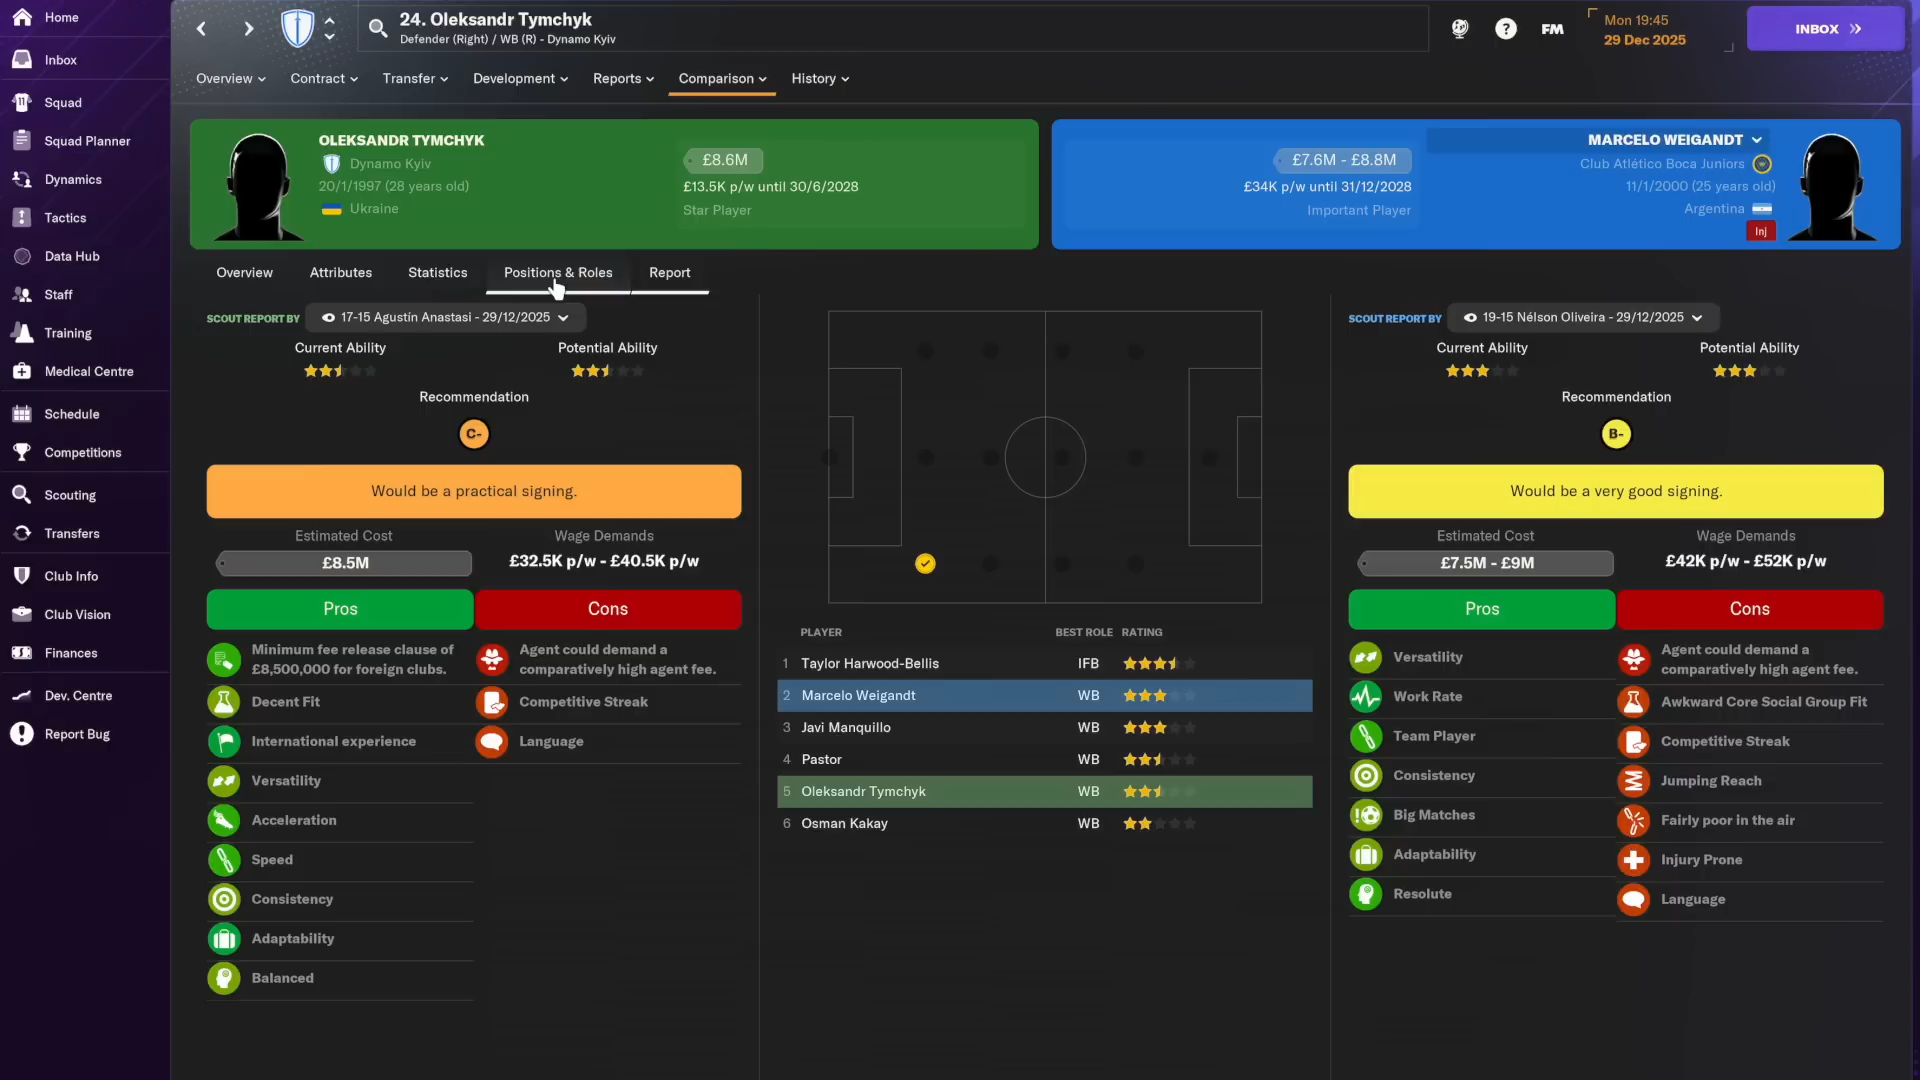 Home
Inbox
Squad
Squad Planner
Dynamics
Tactics
Data Hub
Staff
Training
Medical Centre
Schedule
Competitions
Scouting
Transfers
Club Info
Club Vision
Finances
Dev. Centre
Report Bug
24. Oleksandr Tymchyk
Defender (Right) / WB (R) - Dynamo Kyiv
?
FM
Mon 19:45
29 Dec 2025
INBOX
Overview
Contract
Transfer
Development
Reports
Comparison
History
OLEKSANDR TYMCHYK
Dynamo Kyiv
20/1/1997 (28 years old)
Ukraine
£8.6M
£13.5K p/w until 30/6/2028
Star Player
£7.6M - £8.8M
£34K p/w until 31/12/2028
Important Player
MARCELO WEIGANDT
Club Atlético Boca Juniors
11/1/2000 (25 years old)
Argentina
Inj
Overview
Attributes
Statistics
Positions & Roles
Report
SCOUT REPORT BY
17-15 Agustín Anastasi - 29/12/2025
Current Ability
Potential Ability
Recommendation
C-
Would be a practical signing.
Estimated Cost
Wage Demands
£8.5M
£32.5K p/w - £40.5K p/w
Pros
Cons
Minimum fee release clause of
£8,500,000 for foreign clubs.
Decent Fit
International experience
Versatility
Acceleration
Speed
Consistency
Adaptability
Balanced
Agent could demand a
comparatively high agent fee.
Competitive Streak
Language
PLAYER BEST ROLE RATING
1 Taylor Harwood-Bellis IFB
2 Marcelo Weigandt WB
3 Javi Manquillo WB
4 Pastor WB
5 Oleksandr Tymchyk WB
6 Osman Kakay WB
SCOUT REPORT BY
19-15 Nélson Oliveira - 29/12/2025
Current Ability
Potential Ability
Recommendation
B-
Would be a very good signing.
Estimated Cost
Wage Demands
£7.5M - £9M
£42K p/w - £52K p/w
Pros
Cons
Versatility
Work Rate
Team Player
Consistency
Big Matches
Adaptability
Resolute
Agent could demand a
comparatively high agent fee.
Awkward Core Social Group Fit
Competitive Streak
Jumping Reach
Fairly poor in the air
Injury Prone
Language